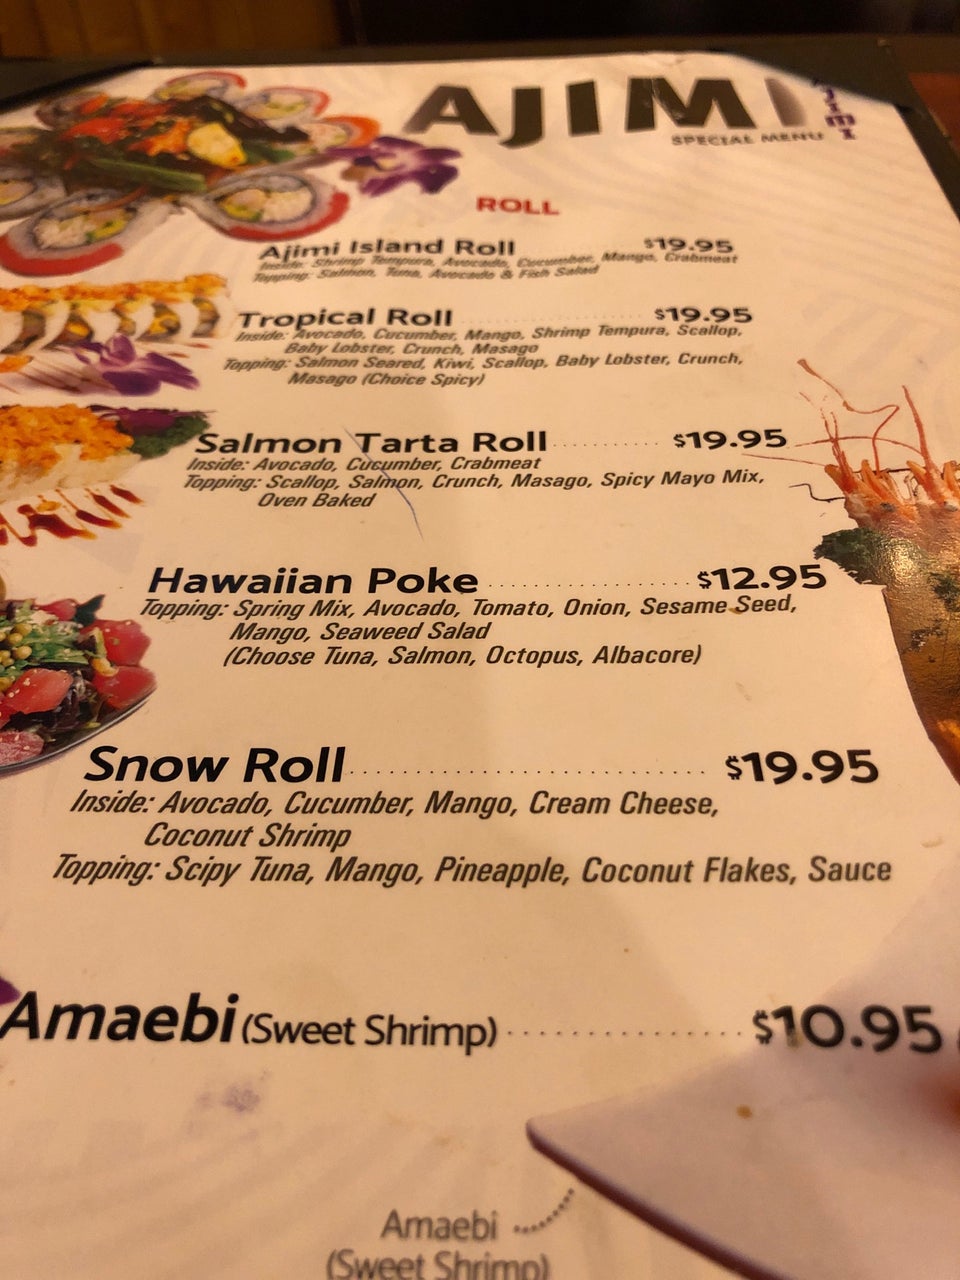 AJIMI
SPECIAL MENU
ROLL
Ajimi Island Roll $19.95
Inside: Shrimp Tempura, Avocado, Cucumber, Mango, Crabmeat
Topping: Salmon, Tuna, Avocado & Fish Salad
Tropical Roll $19.95
Inside: Avocado, Cucumber, Mango, Shrimp Tempura, Scallop,
Baby Lobster, Crunch, Masago
Topping: Salmon Seared, Kiwi, Scallop, Baby Lobster, Crunch,
Masago (Choice Spicy)
Salmon Tarta Roll $19.95
Inside: Avocado, Cucumber, Crabmeat
Topping: Scallop, Salmon, Crunch, Masago, Spicy Mayo Mix,
Oven Baked
Hawaiian Poke $12.95
Topping: Spring Mix, Avocado, Tomato, Onion, Sesame Seed,
Mango, Seaweed Salad
(Choose Tuna, Salmon, Octopus, Albacore)
Snow Roll $19.95
Inside: Avocado, Cucumber, Mango, Cream Cheese,
Coconut Shrimp
Topping: Scipy Tuna, Mango, Pineapple, Coconut Flakes, Sauce
Amaebi (Sweet Shrimp) $10.95
Amaebi
(Sweet Shrimp)